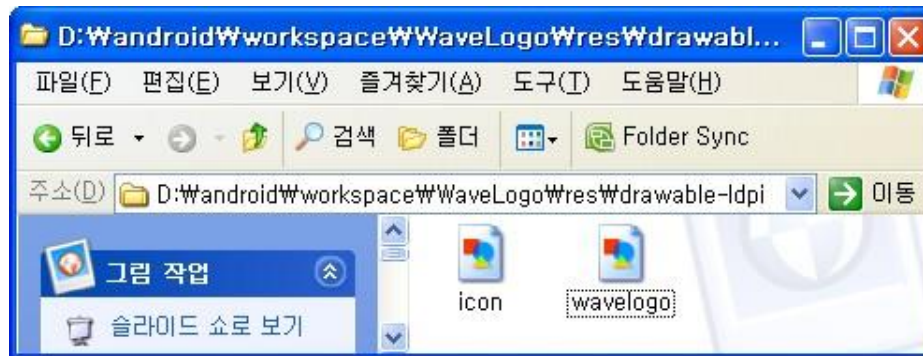 D:₩android₩workspace₩WaveLogo₩res₩drawabl...
파일(F) 편집(E) 보기(V) 즐겨찾기(A) 도구(T) 도움말(H)
뒤로 검색 폴더 Folder Sync
주소(D) D:₩android₩workspace₩WaveLogo₩res₩drawable-ldpi 이동
그림 작업
슬라이드 쇼로 보기
icon wavelogo